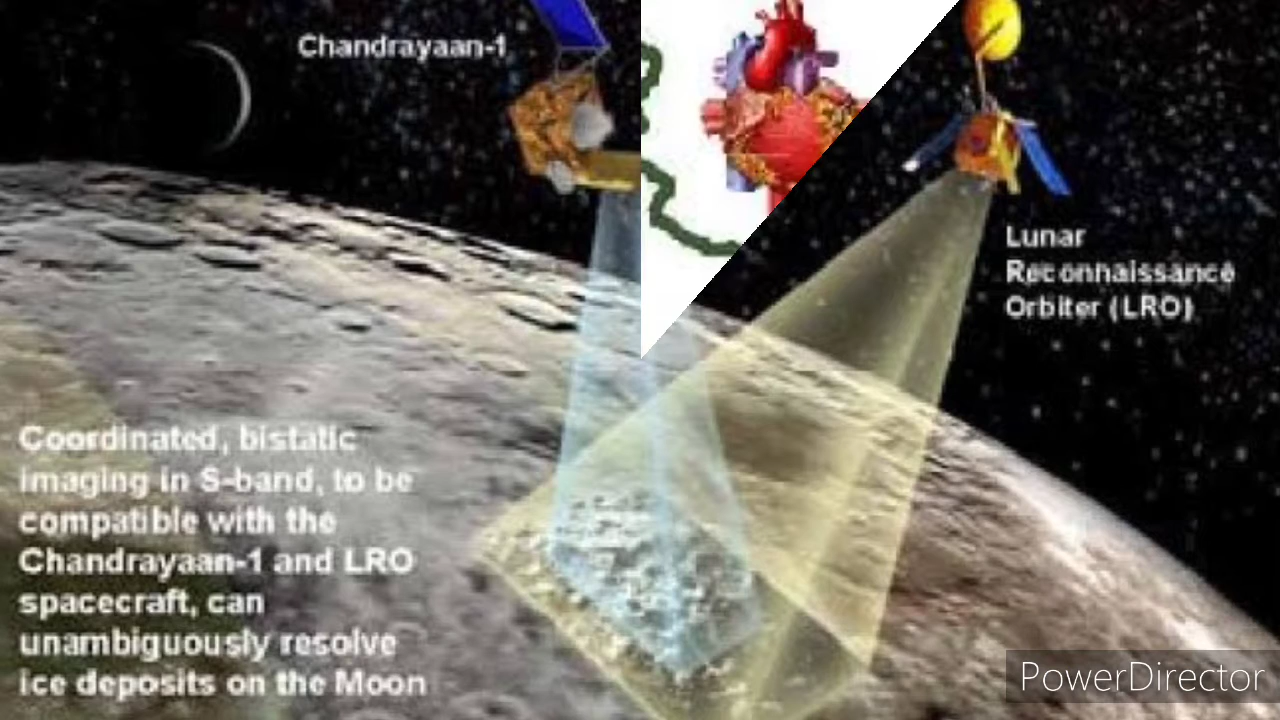 Chandrayaan-1
Lunar
Reconnaissance
Orbiter (LRO)
Coordinated, bistatic
imaging in S-band, to be
compatible with the
Chandrayaan-1 and LRO
spacecraft, can
unambiguously resolve
ice deposits on the Moon
PowerDirector